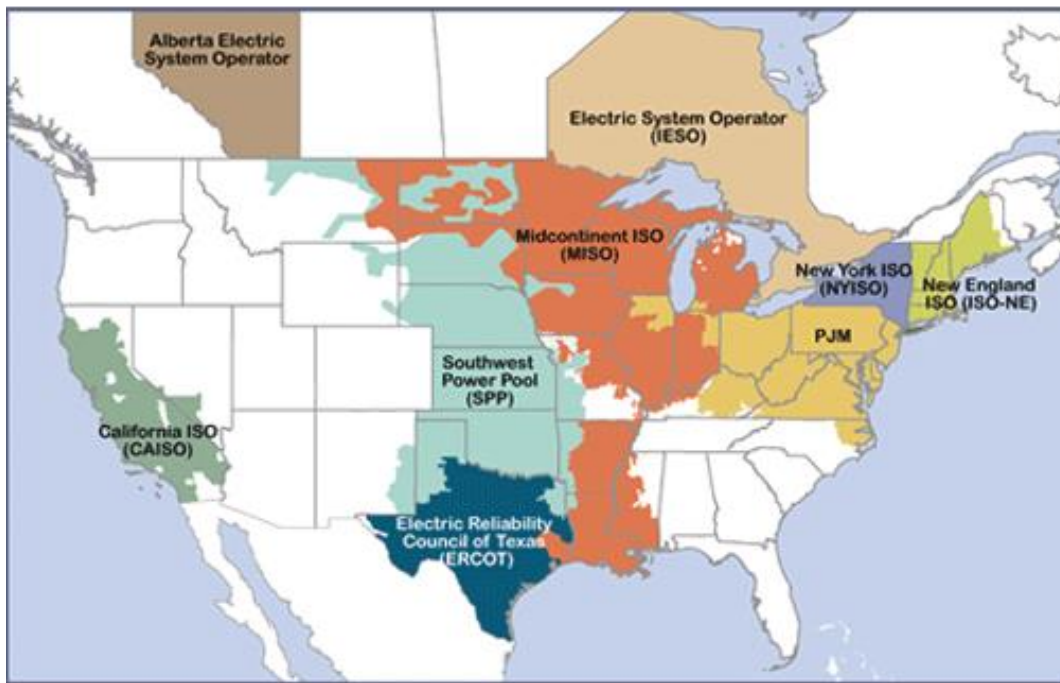 Alberta Electric
System Operator
Electric System Operator
(IESO)
Midcontinent ISO
(MISO)
New York ISO
(NYISO)
New England
ISO (ISO-NE)
PJM
Southwest
Power Pool
(SPP)
California ISO
(CAISO)
Electric Reliability
Council of Texas
(ERCOT)